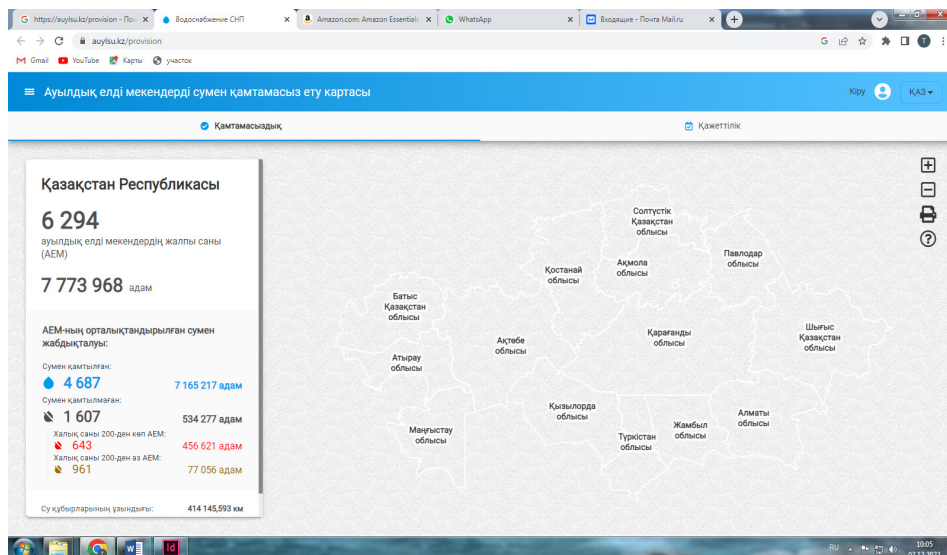 https://auylsu.kz/provision - Пои
Водоснабжение СНП
Amazon.com: Amazon Essentials
WhatsApp
Входящие - Почта Mail.ru
auylsu.kz/provision
T
Gmail
YouTube
Карты
участок
Ауылдық елді мекендерді сумен қамтамасыз ету картасы
Кіру
ҚАЗ
Қамтамасыздық
Қажеттілік
Қазақстан Республикасы
6 294
ауылдық елді мекендердің жалпы саны
(АЕМ)
7 773 968 адам
АЕМ-ның орталықтандырылған сумен
жабдықталуы:
Сумен қамтылған:
4 687 7 165 217 адам
Сумен қамтылмаған:
1 607 534 277 адам
Халық саны 200-ден көп АЕМ:
643 456 621 адам
Халық саны 200-ден аз АЕМ:
961 77 056 адам
Су құбырларының ұзындығы: 414 145,593 км
Солтүстік
Қазақстан
облысы
Павлодар
облысы
Ақмола
облысы
Қостанай
облысы
Батыс
Қазақстан
облысы
Шығыс
Қазақстан
облысы
Қарағанды
облысы
Ақтөбе
облысы
Атырау
облысы
Қызылорда
облысы
Алматы
облысы
Жамбыл
облысы
Маңғыстау
облысы
Түркістан
облысы
RU
10:05